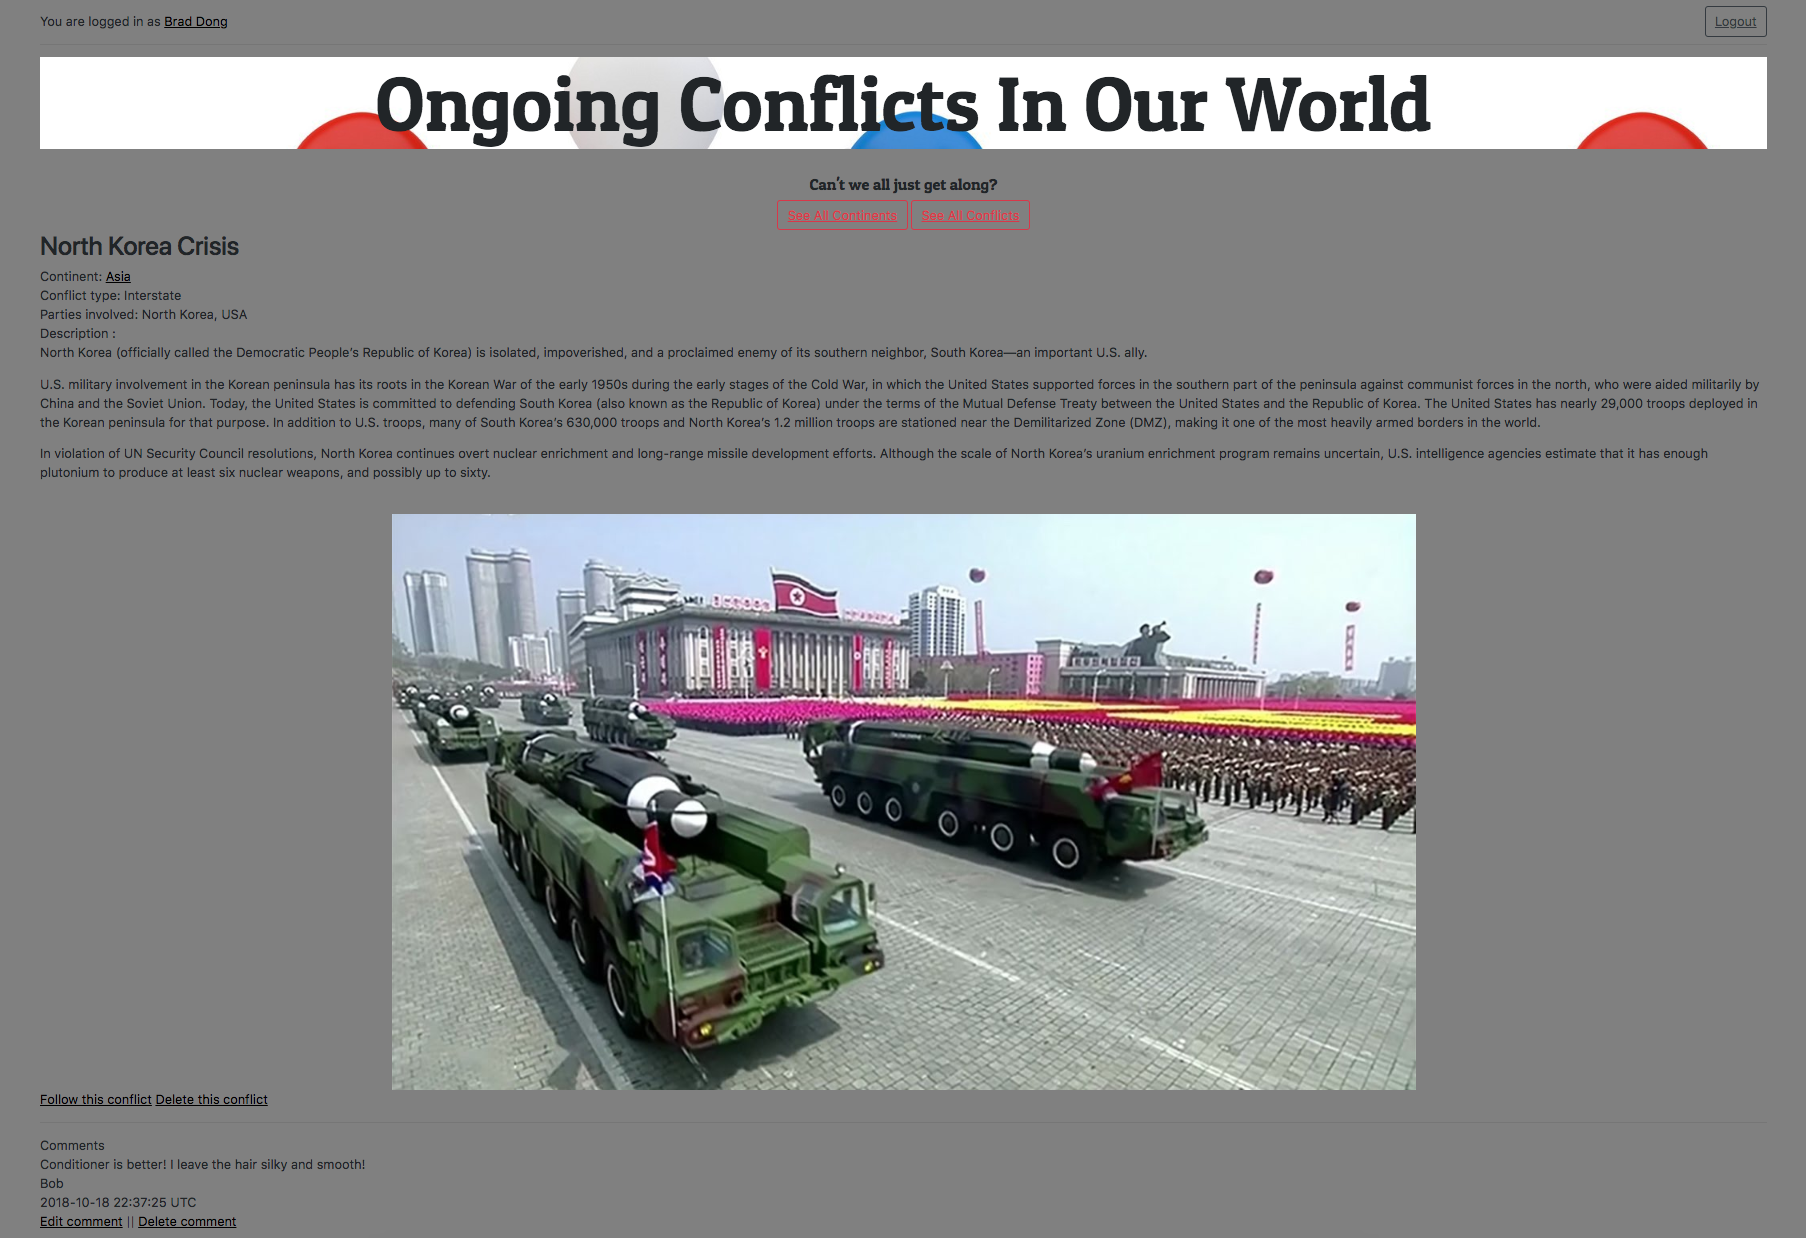 You are logged in as Brad Dong
Logout
Ongoing Conflicts In Our World
Can't we all just get along?
See All Continents See All Conflicts
North Korea Crisis
Continent: Asia
Conflict type: Interstate
Parties involved: North Korea, USA
Description :
North Korea (officially called the Democratic People’s Republic of Korea) is isolated, impoverished, and a proclaimed enemy of its southern neighbor, South Korea—an important U.S. ally.
U.S. military involvement in the Korean peninsula has its roots in the Korean War of the early 1950s during the early stages of the Cold War, in which the United States supported forces in the southern part of the peninsula against communist forces in the north, who were aided militarily by
China and the Soviet Union. Today, the United States is committed to defending South Korea (also known as the Republic of Korea) under the terms of the Mutual Defense Treaty between the United States and the Republic of Korea. The United States has nearly 29,000 troops deployed in
the Korean peninsula for that purpose. In addition to U.S. troops, many of South Korea’s 630,000 troops and North Korea’s 1.2 million troops are stationed near the Demilitarized Zone (DMZ), making it one of the most heavily armed borders in the world.
In violation of UN Security Council resolutions, North Korea continues overt nuclear enrichment and long-range missile development efforts. Although the scale of North Korea’s uranium enrichment program remains uncertain, U.S. intelligence agencies estimate that it has enough
plutonium to produce at least six nuclear weapons, and possibly up to sixty.
Follow this conflict Delete this conflict
Comments
Conditioner is better! I leave the hair silky and smooth!
Bob
2018-10-18 22:37:25 UTC
Edit comment || Delete comment